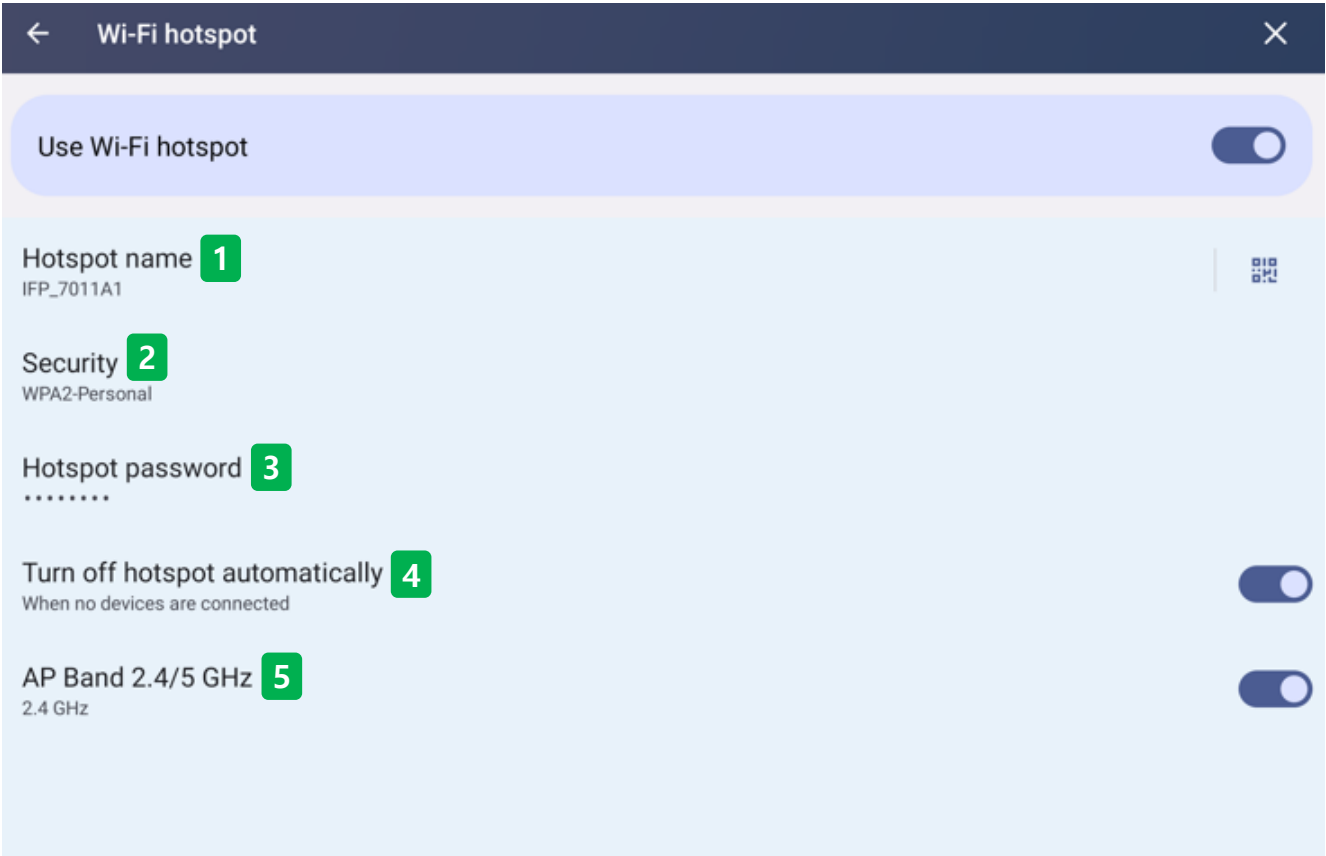 Wi-Fi hotspot
Use Wi-Fi hotspot
Hotspot name 1
IFP_7011A1
Security 2
WPA2-Personal
Hotspot password 3
••••••••
Turn off hotspot automatically 4
When no devices are connected
AP Band 2.4/5 GHz 5
2.4 GHz